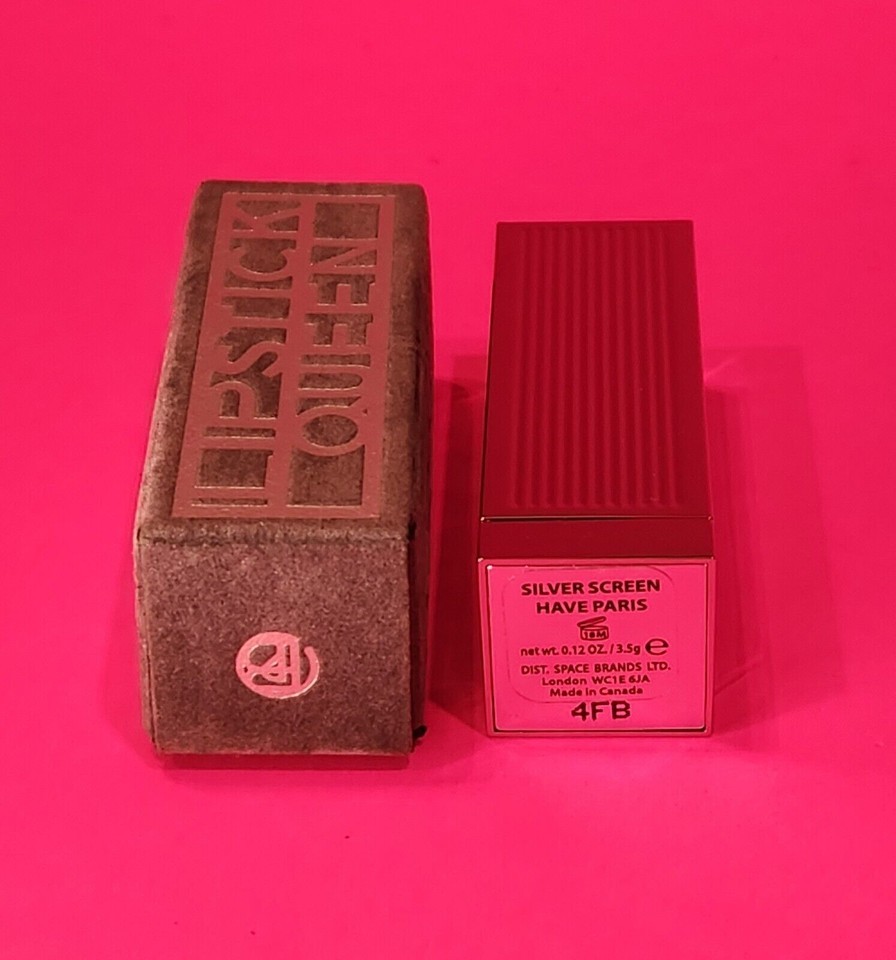 LIPSTICK
QUEEN
SILVER SCREEN
HAVE PARIS
18M
net wt. 0.12 OZ. / 3.5g e
DIST. SPACE BRANDS LTD.
London WC1E 6JA
Made in Canada
4FB